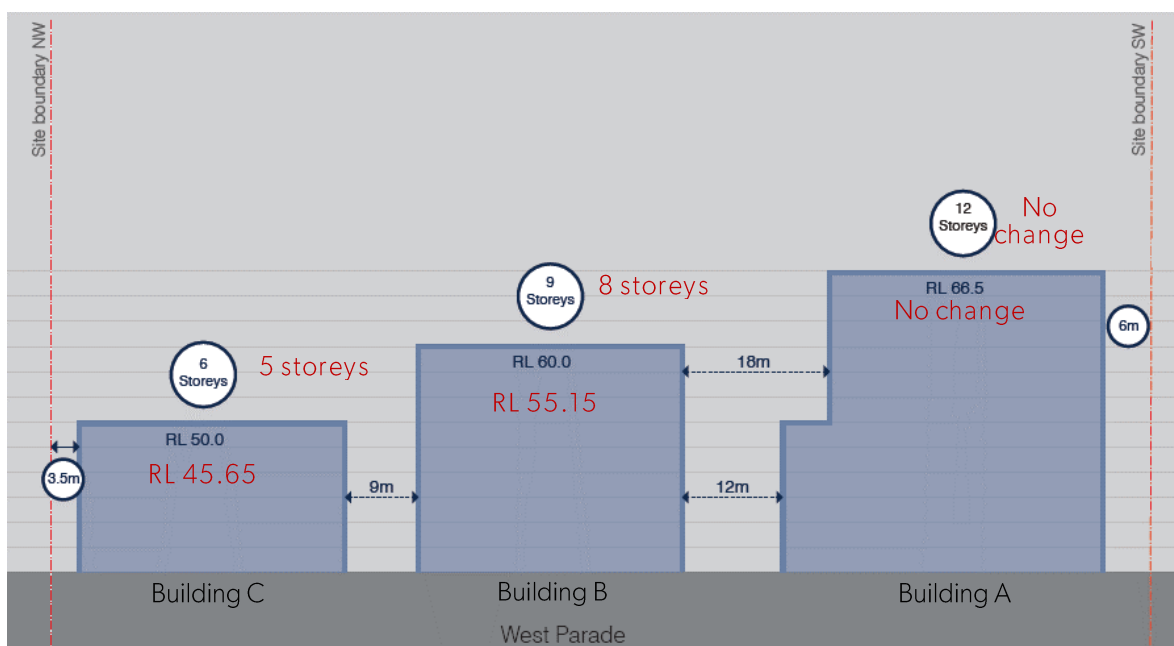 Site boundary NW
Site boundary SW
12
Storeys
No
change
9
Storeys
8 storeys
RL 66.5
No change
6m
6
Storeys
5 storeys
RL 60.0
18m
RL 55.15
RL 50.0
RL 45.65
3.5m
9m
12m
Building C
Building B
Building A
West Parade